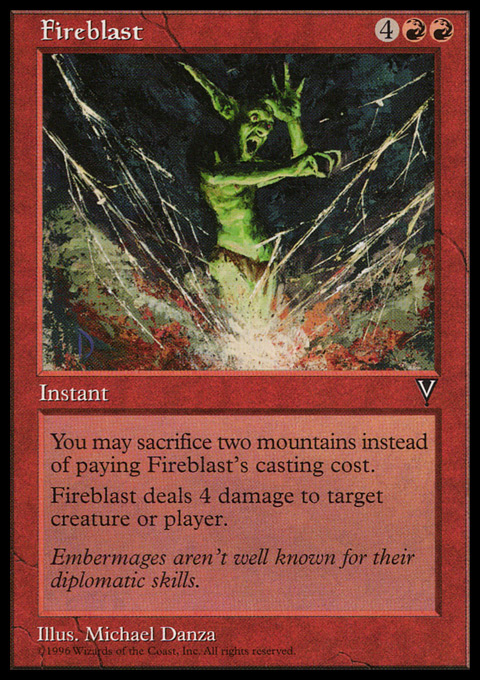 Fireblast 4
Instant V
You may sacrifice two mountains instead
of paying Fireblast's casting cost.
Fireblast deals 4 damage to target
creature or player.
Embermages aren't well known for their
diplomatic skills.
Illus. Michael Danza
©1996 Wizards of the Coast, Inc. All rights reserved.